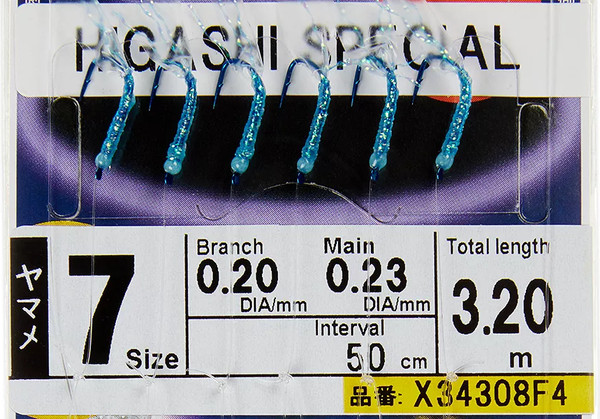 HIGASHI SPECIAL
ヤマメ
7 Size
Branch
0.20
DIA/mm
Main
0.23
DIA/mm
Interval
50 cm
Total length
3.20
m
品番: X34308F4